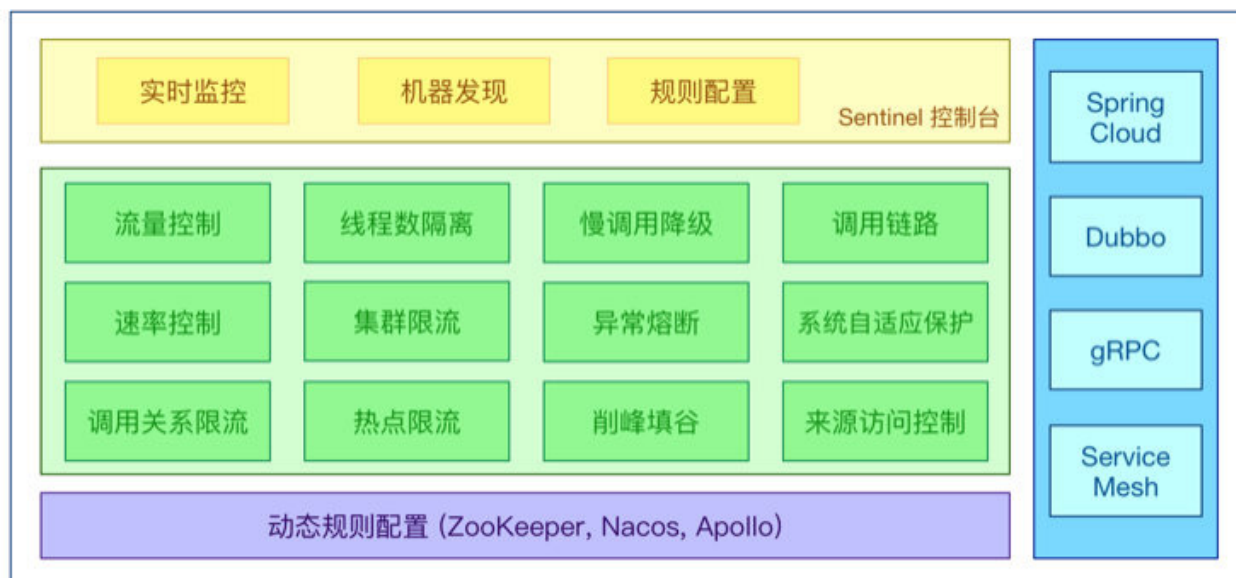 实时监控
机器发现
规则配置
Sentinel 控制台
流量控制
线程数隔离
慢调用降级
调用链路
速率控制
集群限流
异常熔断
系统自适应保护
调用关系限流
热点限流
削峰填谷
来源访问控制
动态规则配置 (ZooKeeper, Nacos, Apollo)
Spring
Cloud
Dubbo
gRPC
Service
Mesh